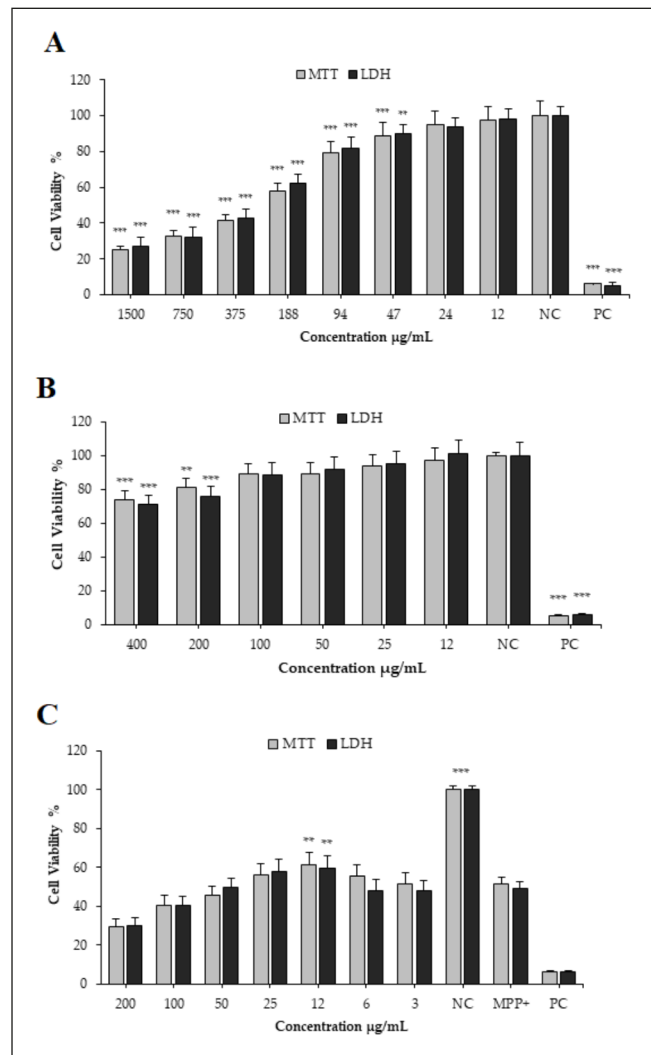 A
MTT LDH
120
100
80
60
40
20
0
Cell Viability %
*** *** *** *** *** *** *** *** *** *** *** ** *** ***
1500 750 375 188 94 47 24 12 NC PC
Concentration µg/mL
B
MTT LDH
120
100
80
60
40
20
0
Cell Viability %
*** *** ** *** *** ***
400 200 100 50 25 12 NC PC
Concentration µg/mL
C
MTT LDH
120
100
80
60
40
20
0
Cell Viability %
** ** ***
200 100 50 25 12 6 3 NC MPP+ PC
Concentration µg/mL